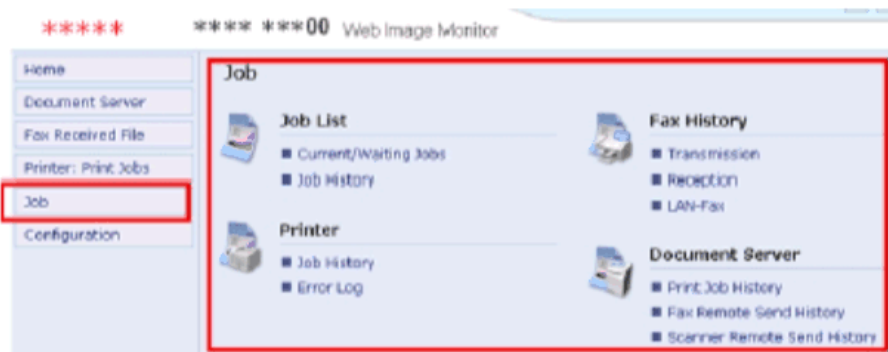 ***** **** ***00 Web Image Monitor
Home
Document Server
Fax Received File
Printer: Print Jobs
Job
Configuration
Job
Job List
Current/Waiting Jobs
Job History
Printer
Job History
Error Log
Fax History
Transmission
Reception
LAN-Fax
Document Server
Print Job History
Fax Remote Send History
Scanner Remote Send History